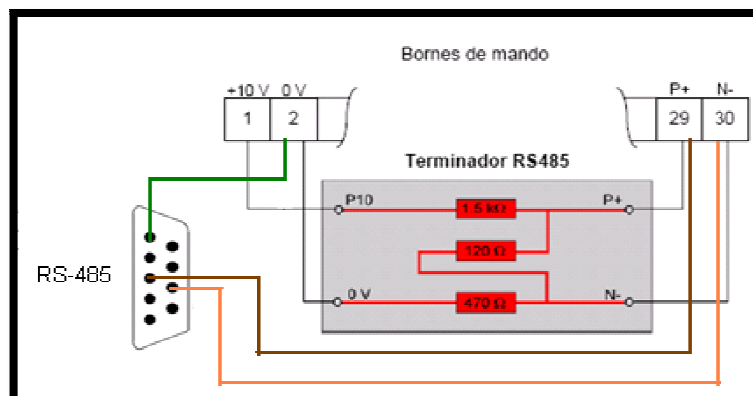 Bornes de mando
+10 V 0 V
P+ N-
1 2
29 30
Terminador RS485
P10 1.5 kΩ P+
120 Ω
RS-485
0 V 470 Ω N-